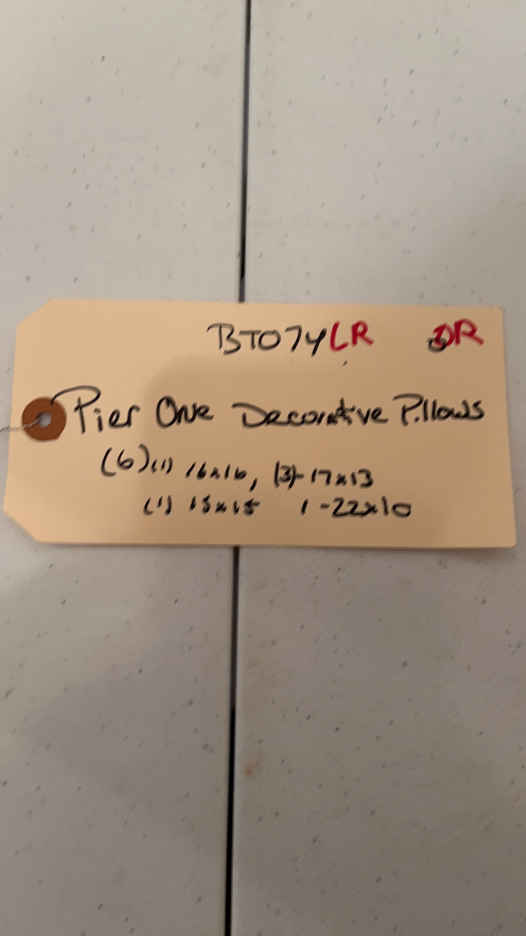 BT074LR DR
Pier One Decorative Pillows
(6) (1) 16x16, (3)-17x13
(1) 15x15 1-22x10